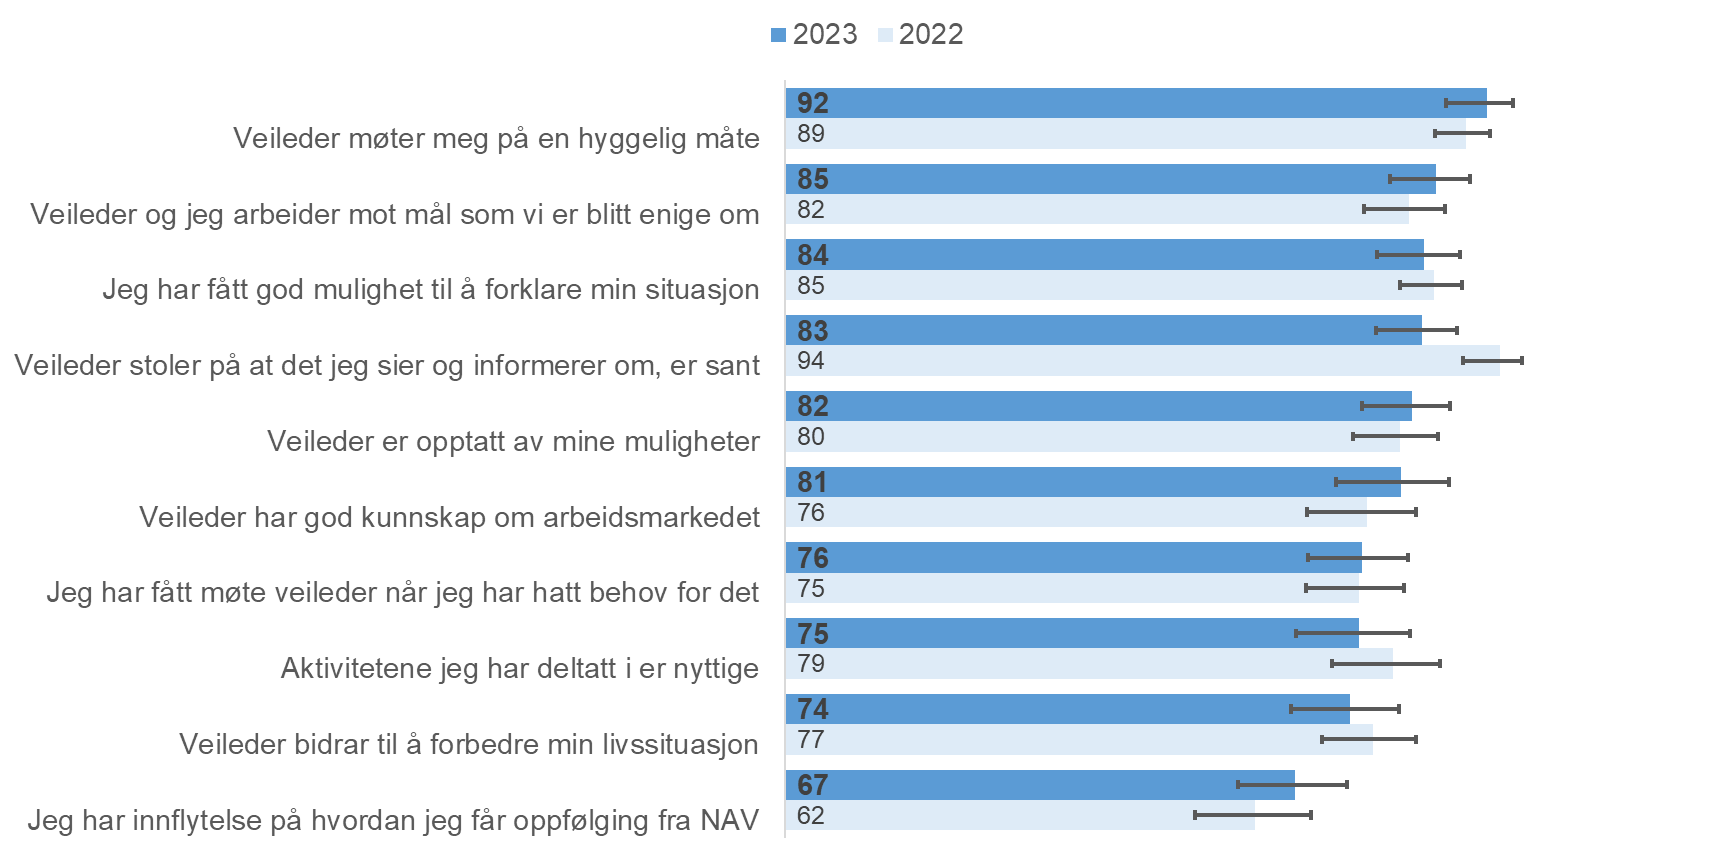 2023 2022
92
Veileder møter meg på en hyggelig måte 89
85
Veileder og jeg arbeider mot mål som vi er blitt enige om 82
84
Jeg har fått god mulighet til å forklare min situasjon 85
83
Veileder stoler på at det jeg sier og informerer om, er sant 94
82
Veileder er opptatt av mine muligheter 80
81
Veileder har god kunnskap om arbeidsmarkedet 76
76
Jeg har fått møte veileder når jeg har hatt behov for det 75
75
Aktivitetene jeg har deltatt i er nyttige 79
74
Veileder bidrar til å forbedre min livssituasjon 77
67
Jeg har innflytelse på hvordan jeg får oppfølging fra NAV 62